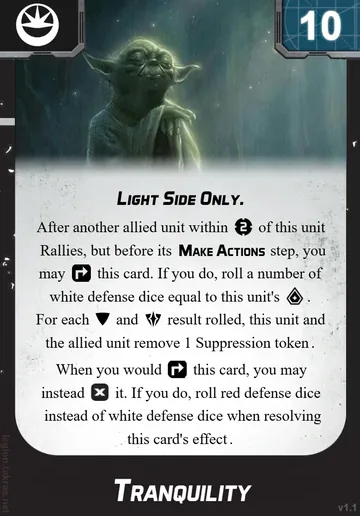 10
LIGHT SIDE ONLY.
After another allied unit within 2 of this unit
Rallies, but before its MAKE ACTIONS step, you
may this card. If you do, roll a number of
white defense dice equal to this unit's .
For each and result rolled, this unit and
the allied unit remove 1 Suppression token.
When you would this card, you may
instead it. If you do, roll red defense dice
instead of white defense dice when resolving
this card's effect.
TRANQUILITY
legion.takras.net
v1.1